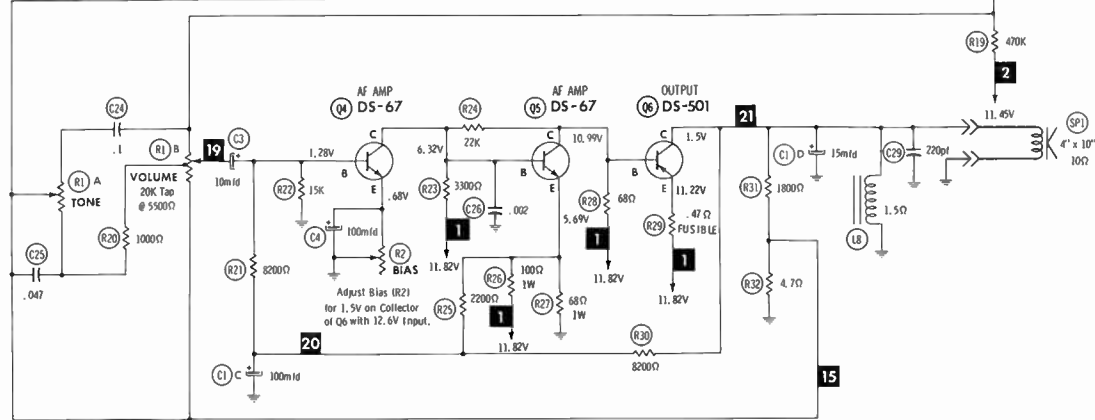 R19
470K
2
11.45V
AF AMP
Q4 DS-67
AF AMP
Q5 DS-67
OUTPUT
Q6 DS-501
C24
.1
R1 B
19
C3
+
10mfd
VOLUME
20K Tap
@ 5500Ω
R1 A
TONE
R20
1000Ω
C25
.047
R22
15K
1.28V
B
C
E
.68V
C4
+
100mfd
R2
BIAS
Adjust Bias (R2)
for 1.5V on Collector
of Q6 with 12.6V Input.
R21
8200Ω
6.32V
R24
22K
R23
3300Ω
C26
.002
1
11.82V
B
C
E
10.99V
5.69V
R28
68Ω
1
11.82V
B
C
E
1.5V
11.22V
R29
.47Ω
FUSIBLE
1
11.82V
R25
2200Ω
R26
100Ω
1W
1
11.82V
R27
68Ω
1W
R30
8200Ω
20
C1 C
+
100mfd
21
R31
1800Ω
R32
4.7Ω
15
C1 D
+
15mfd
L8
1.5Ω
C29
220pf
SP1
4" x 10"
10Ω